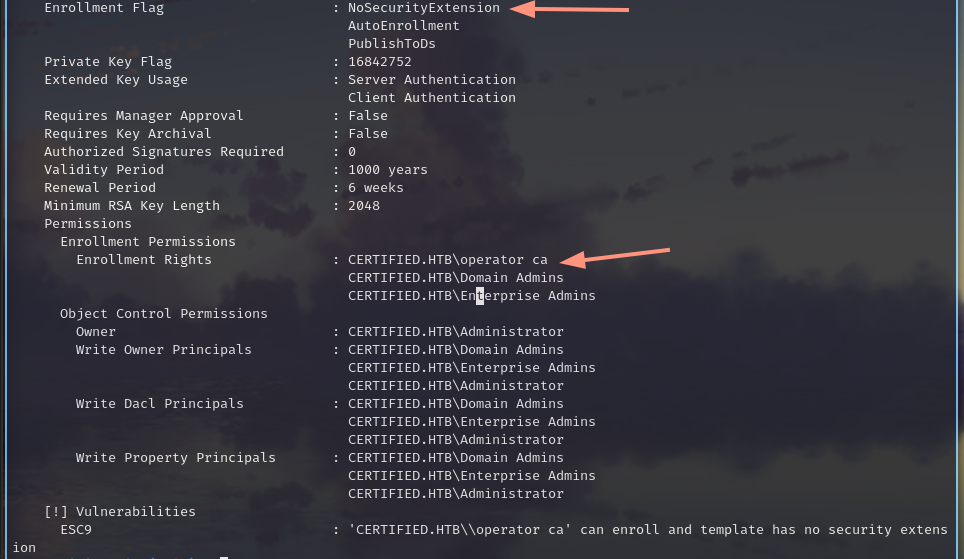 Enrollment Flag : NoSecurityExtension
AutoEnrollment
PublishToDs
Private Key Flag : 16842752
Extended Key Usage : Server Authentication
Client Authentication
Requires Manager Approval : False
Requires Key Archival : False
Authorized Signatures Required : 0
Validity Period : 1000 years
Renewal Period : 6 weeks
Minimum RSA Key Length : 2048
Permissions
Enrollment Permissions
Enrollment Rights : CERTIFIED.HTB\operator ca
CERTIFIED.HTB\Domain Admins
CERTIFIED.HTB\Enterprise Admins
Object Control Permissions
Owner : CERTIFIED.HTB\Administrator
Write Owner Principals : CERTIFIED.HTB\Domain Admins
CERTIFIED.HTB\Enterprise Admins
CERTIFIED.HTB\Administrator
Write Dacl Principals : CERTIFIED.HTB\Domain Admins
CERTIFIED.HTB\Enterprise Admins
CERTIFIED.HTB\Administrator
Write Property Principals : CERTIFIED.HTB\Domain Admins
CERTIFIED.HTB\Enterprise Admins
CERTIFIED.HTB\Administrator
[!] Vulnerabilities
ESC9 : 'CERTIFIED.HTB\\operator ca' can enroll and template has no security extens
ion